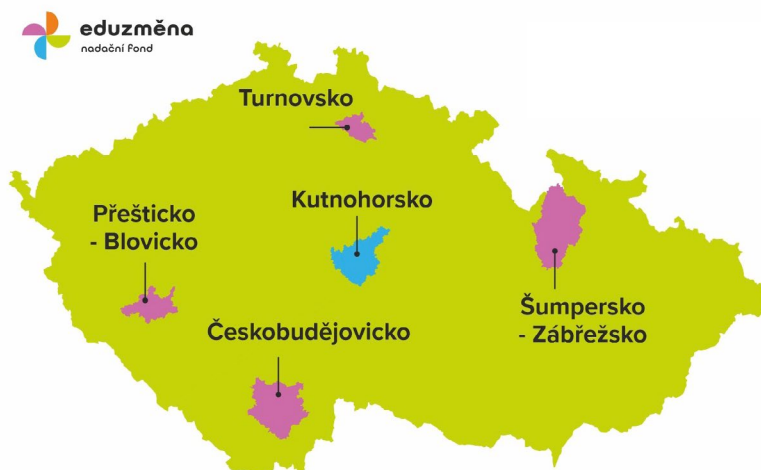 eduzměna
nadační fond
Turnovsko
Kutnohorsko
Přešticko
- Blovicko
Šumpersko
- Zábřežsko
Českobudějovicko